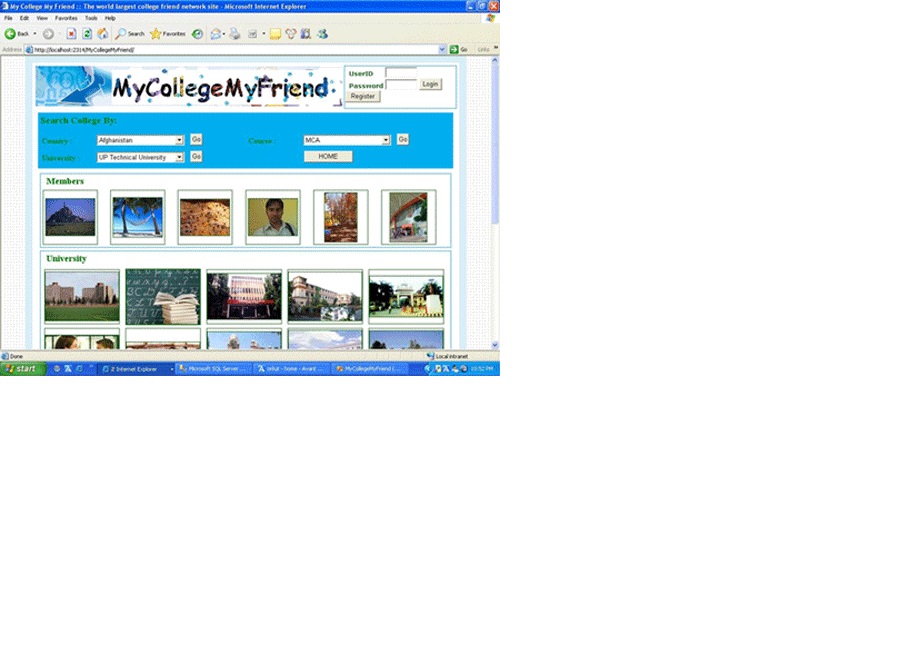 My College My Friend :: The world largest college friend network site - Microsoft Internet Explorer
File Edit View Favorites Tools Help
Back Search Favorites
Address http://localhost:2314/MyCollegeMyFriend/ Go Links
MyCollegeMyFriend
UserID
Password Login
Register
Search College By:
Country : Afghanistan Go Course : MCA Go
University : UP Technical University Go HOME
Members
University
Done Local intranet
start 2 Internet Explorer Microsoft SQL Server ... MyCollegeMyFriend (... 10:52 PM